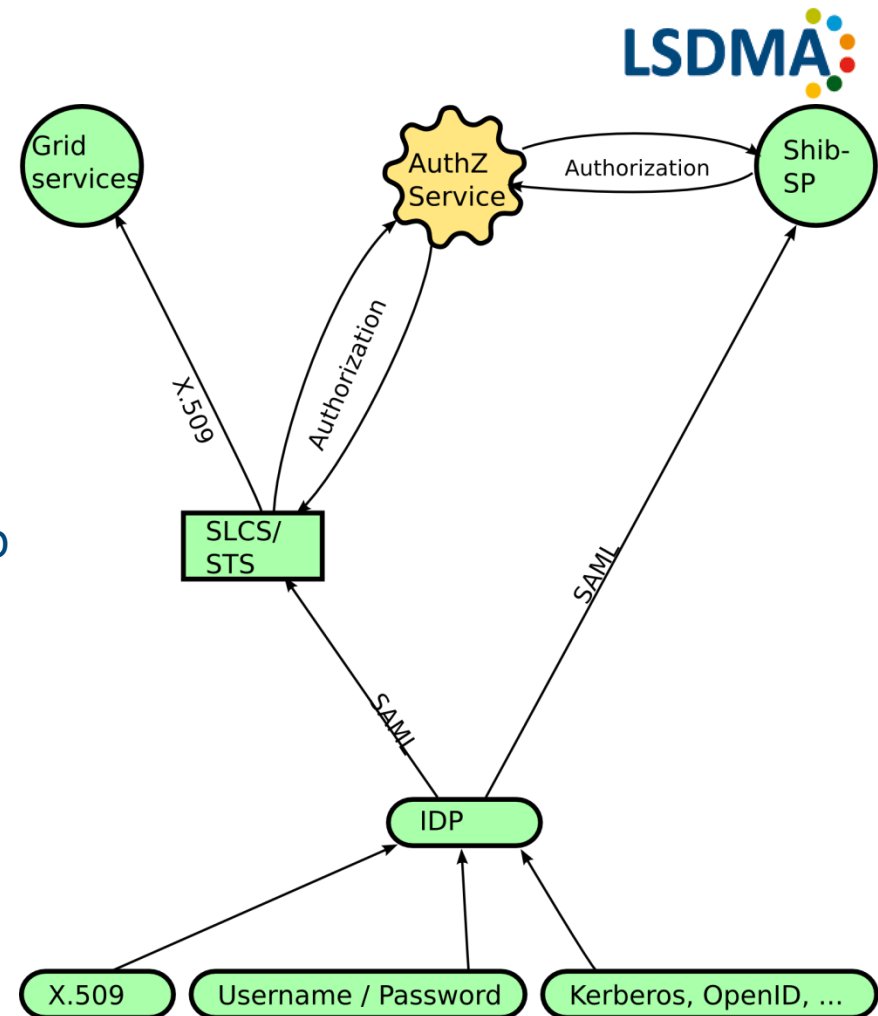 LSDMA
Grid
services
AuthZ
Service
Authorization
Shib-
SP
X.509
Authorization
SLCS/
STS
SAML
SAML
IDP
X.509
Username / Password
Kerberos, OpenID, ...